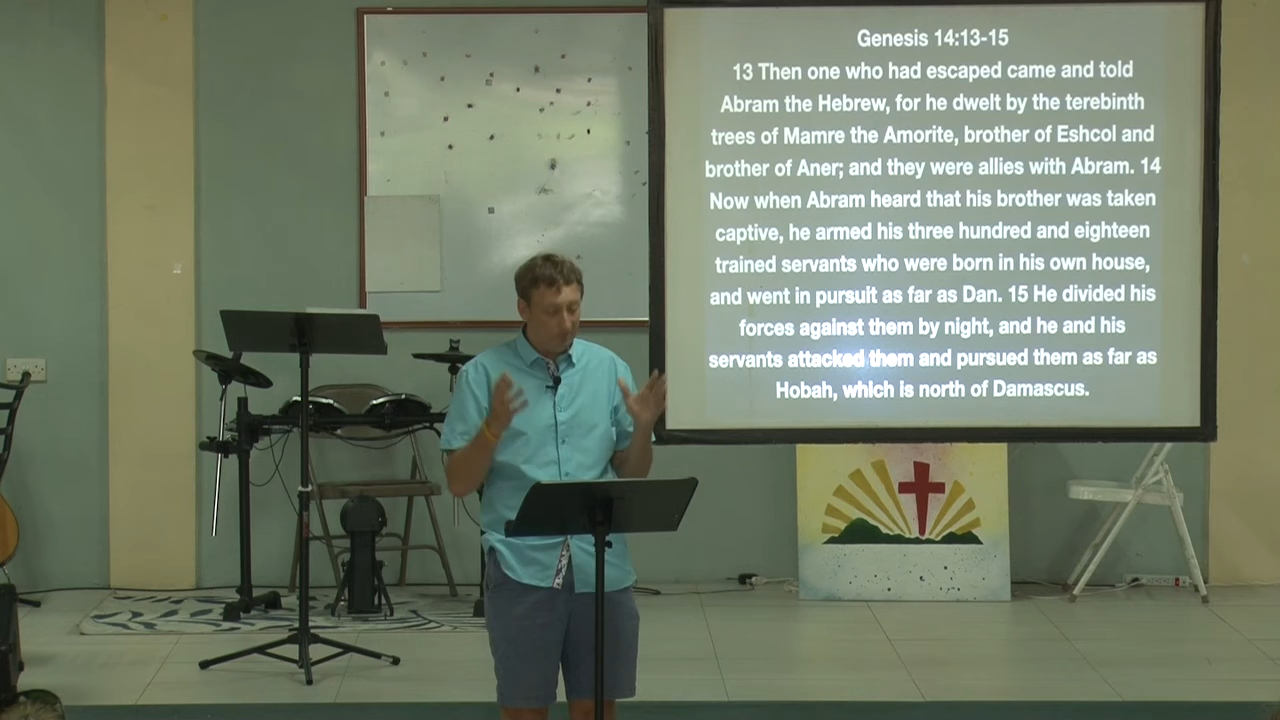 Genesis 14:13-15
13 Then one who had escaped came and told
Abram the Hebrew, for he dwelt by the terebinth
trees of Mamre the Amorite, brother of Eshcol and
brother of Aner; and they were allies with Abram. 14
Now when Abram heard that his brother was taken
captive, he armed his three hundred and eighteen
trained servants who were born in his own house,
and went in pursuit as far as Dan. 15 He divided his
forces against them by night, and he and his
servants attacked them and pursued them as far as
Hobah, which is north of Damascus.